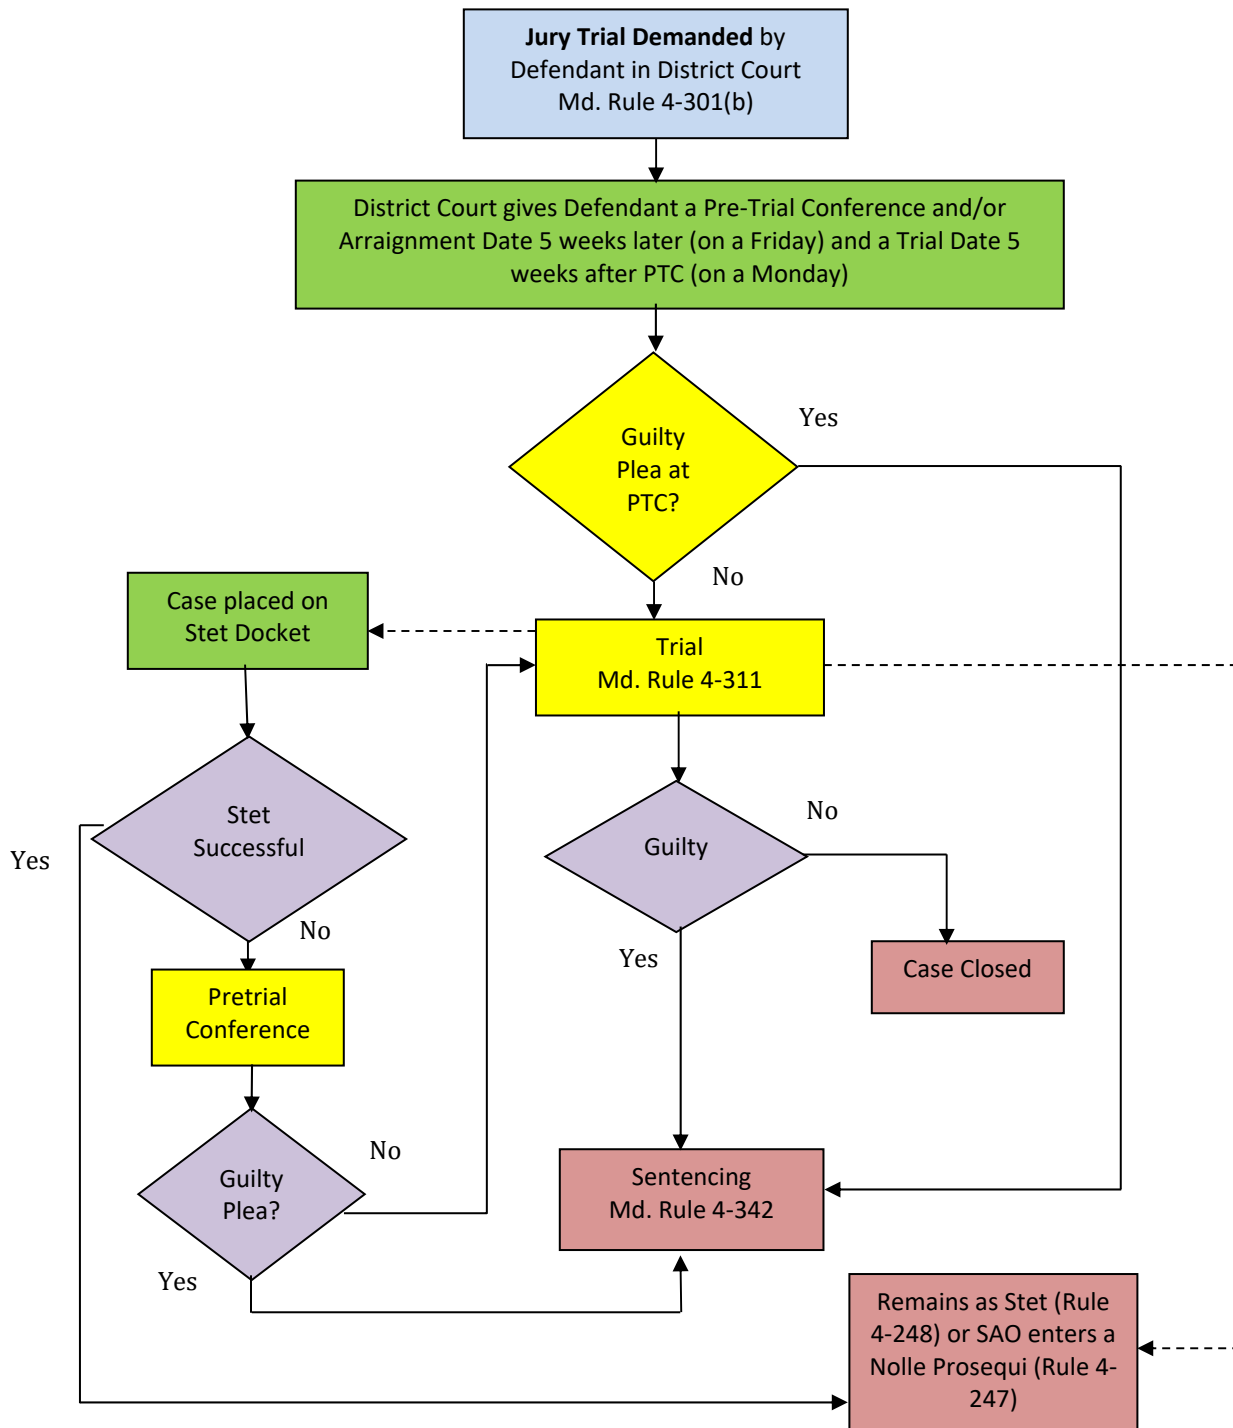 Jury Trial Demanded by
Defendant in District Court
Md. Rule 4-301(b)
District Court gives Defendant a Pre-Trial Conference and/or
Arraignment Date 5 weeks later (on a Friday) and a Trial Date 5
weeks after PTC (on a Monday)
Yes
Guilty
Plea at
PTC?
No
Case placed on
Stet Docket
Trial
Md. Rule 4-311
Stet
Successful
Yes
No
Guilty
No
Yes
Case Closed
Pretrial
Conference
Guilty
Plea?
No
Yes
Sentencing
Md. Rule 4-342
Remains as Stet (Rule
4-248) or SAO enters a
Nolle Prosequi (Rule 4-
247)